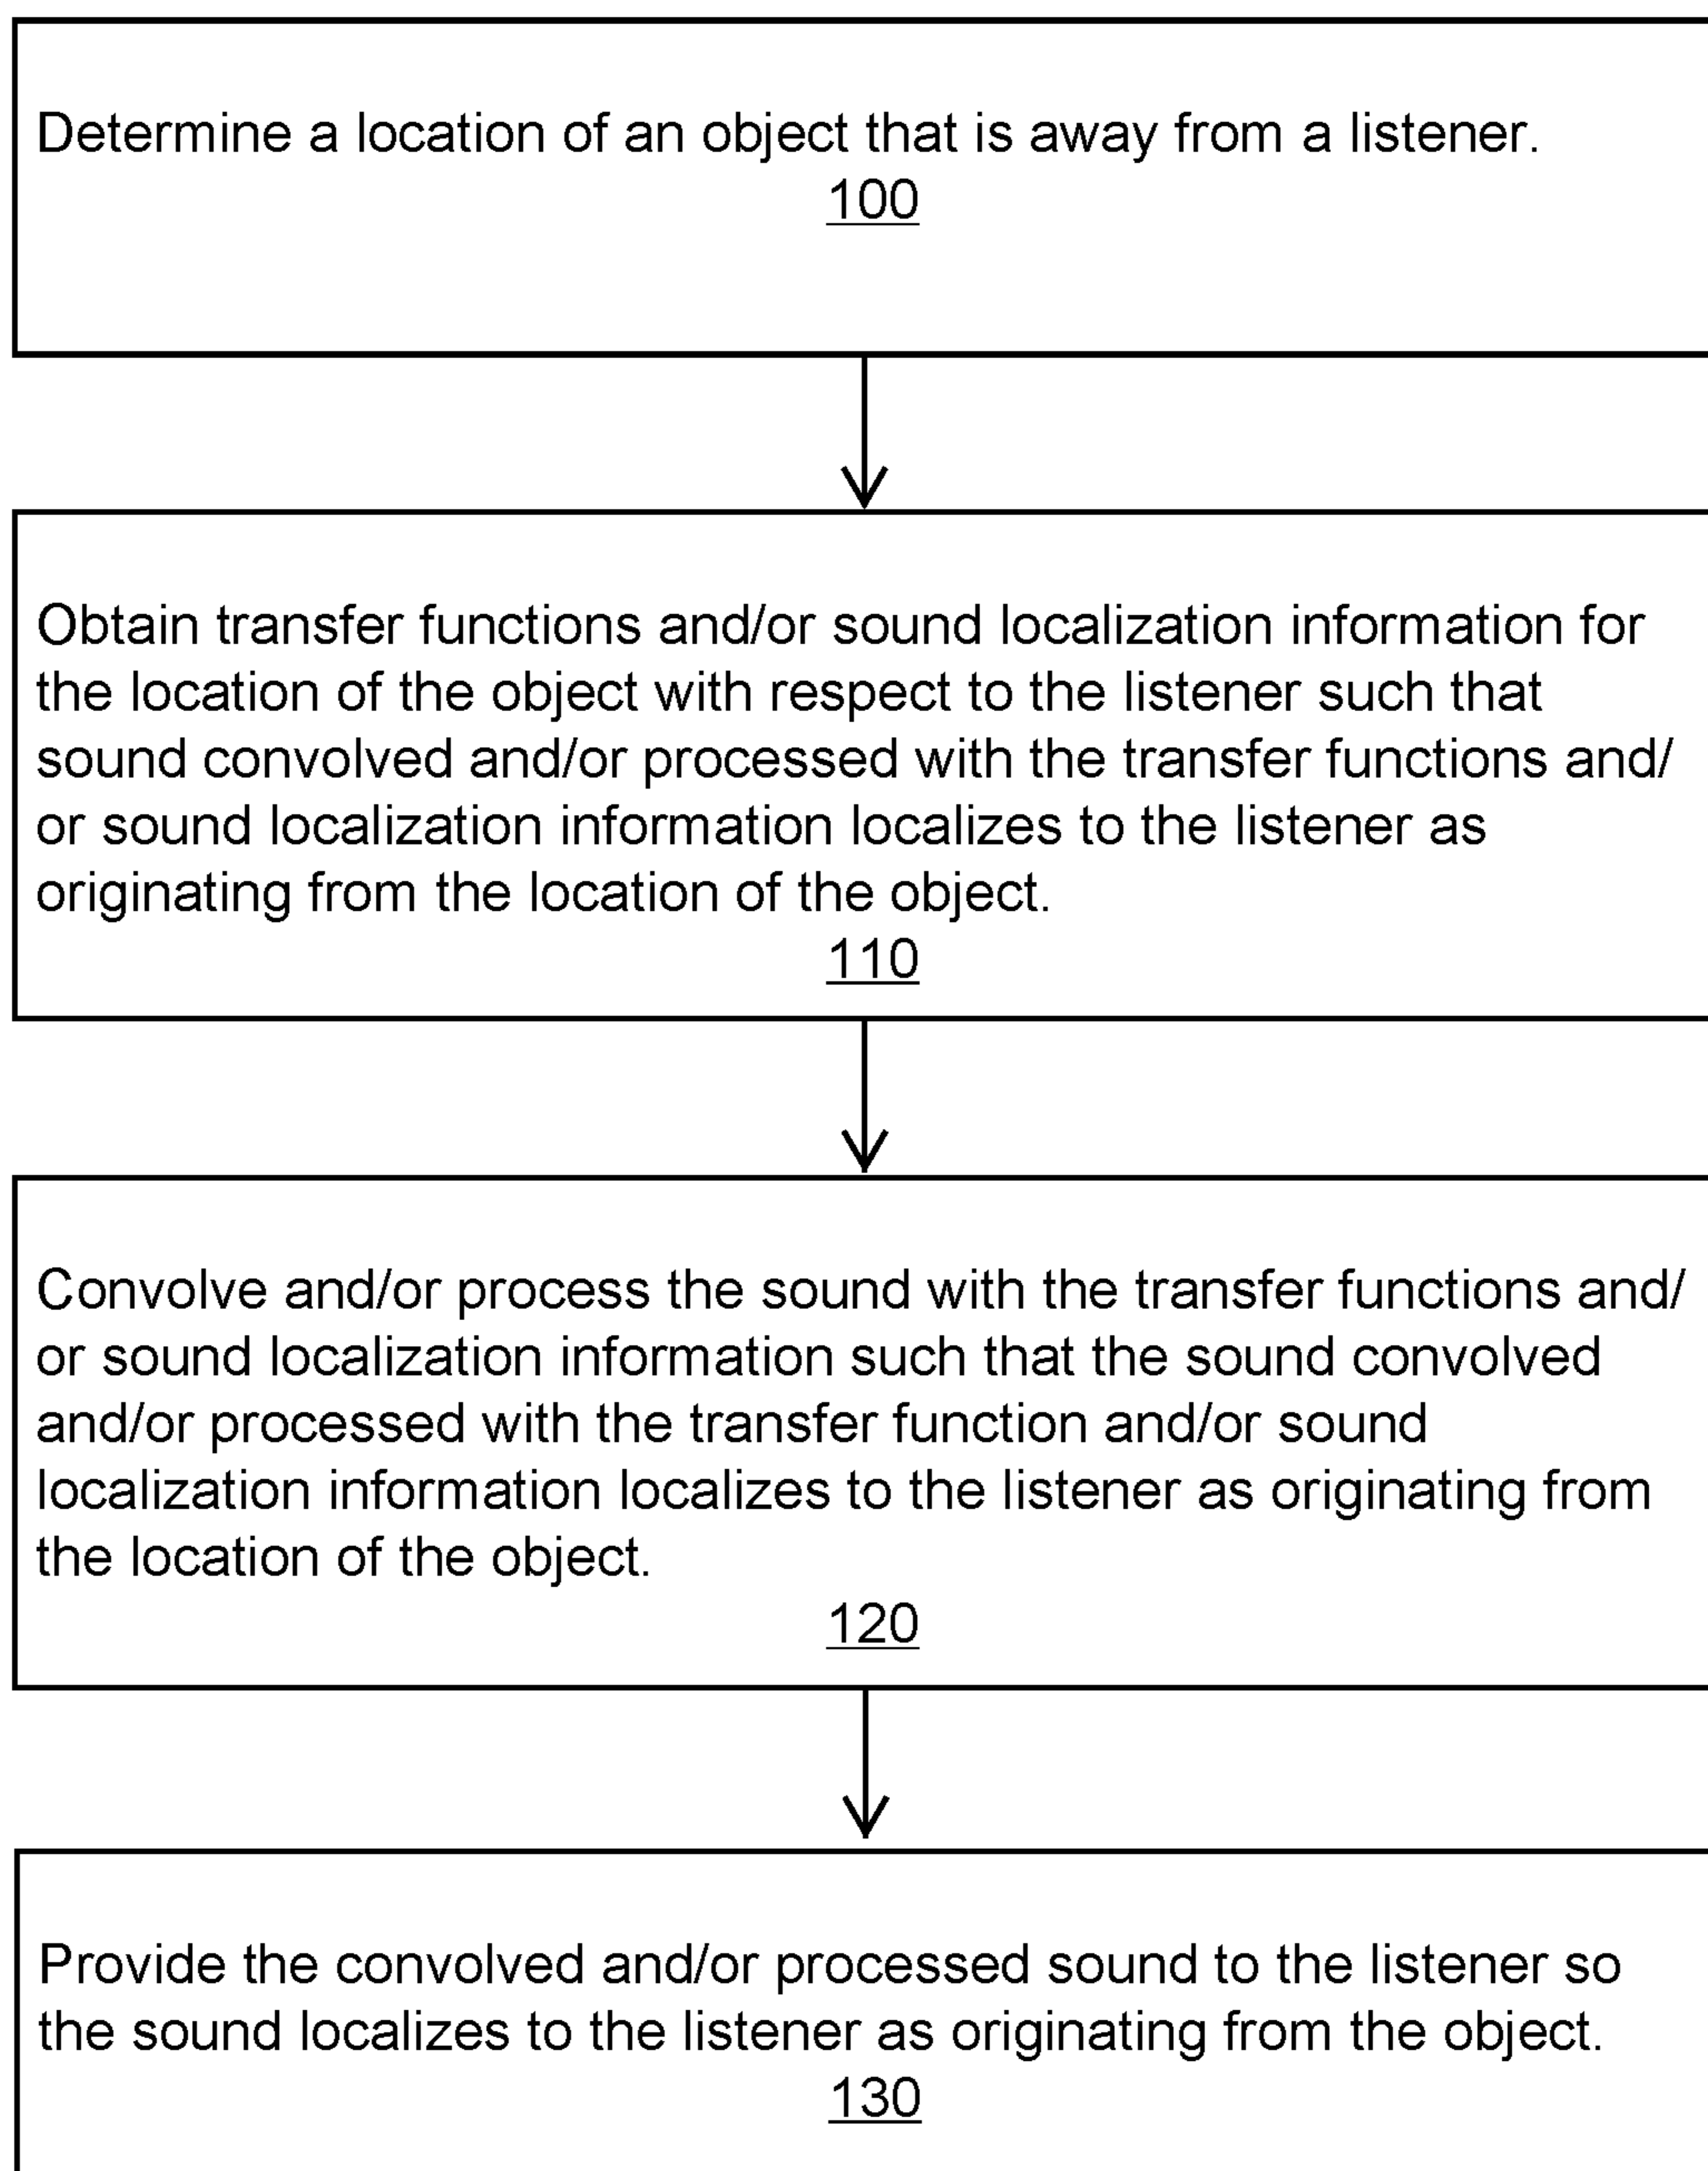 Determine a location of an object that is away from a listener.
100
Obtain transfer functions and/or sound localization information for
the location of the object with respect to the listener such that
sound convolved and/or processed with the transfer functions and/
or sound localization information localizes to the listener as
originating from the location of the object.
110
Convolve and/or process the sound with the transfer functions and/
or sound localization information such that the sound convolved
and/or processed with the transfer function and/or sound
localization information localizes to the listener as originating from
the location of the object.
120
Provide the convolved and/or processed sound to the listener so
the sound localizes to the listener as originating from the object.
130